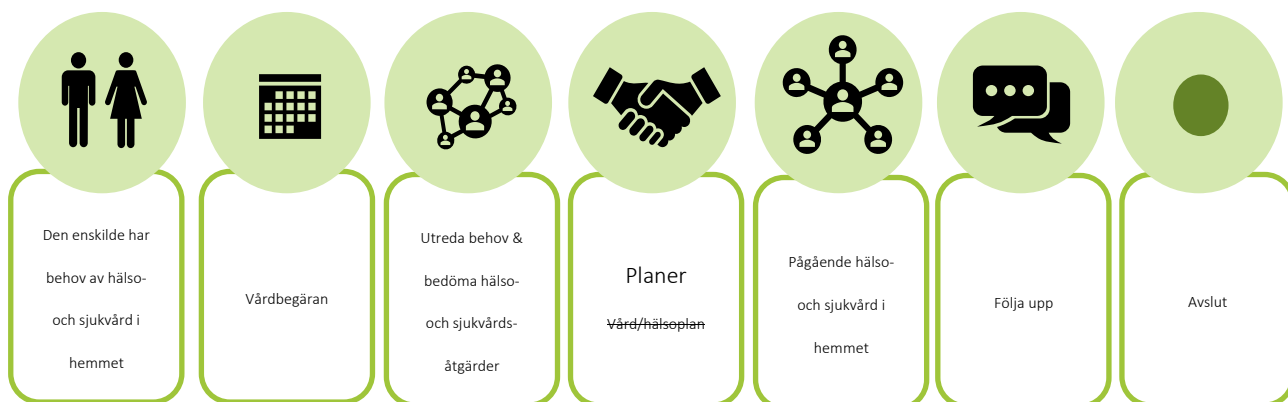 Den enskilde har
behov av hälso-
och sjukvård i
hemmet
Vårdbegäran
Utreda behov &
bedöma hälso-
och sjukvårds-
åtgärder
Planer
Vård/hälsoplan
Pågående hälso-
och sjukvård i
hemmet
Följa upp
Avslut